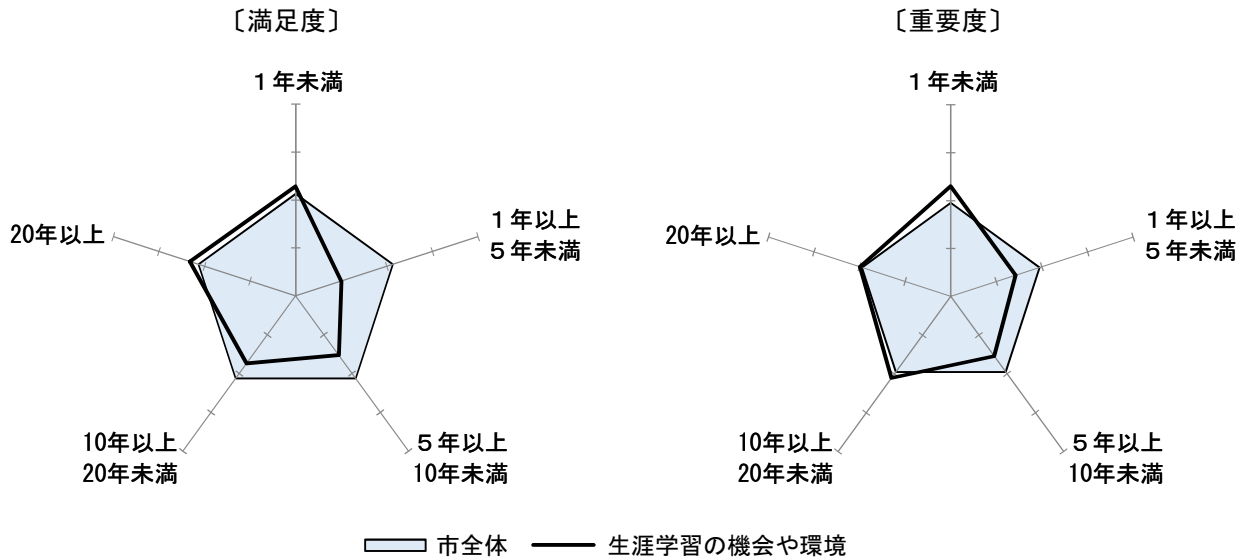 〔満足度〕
１年未満
１年以上
５年未満
５年以上
10年未満
10年以上
20年未満
20年以上
〔重要度〕
１年未満
１年以上
５年未満
５年以上
10年未満
10年以上
20年未満
20年以上
市全体
生涯学習の機会や環境